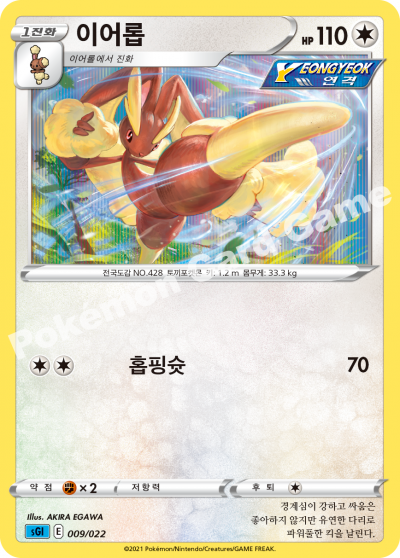 1진화
이어롭
HP 110
이어롤에서 진화
YEONGYEOK
연격
전국도감 NO.428 토끼포켓몬 키: 1.2 m 몸무게: 33.3 kg
Pokémon Card Game
홉핑슛 70
약점 ×2 저항력 후퇴
Illus. AKIRA EGAWA
sGI E 009/022
경계심이 강하고 싸움은
좋아하지 않지만 유연한 다리로
파워풀한 킥을 날린다.
©2021 Pokémon/Nintendo/Creatures/GAME FREAK.